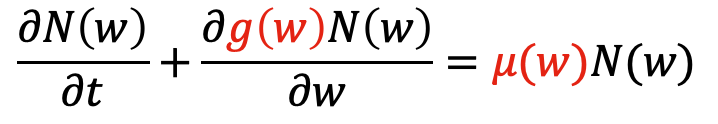 ∂N(w)/∂t + ∂g(w)N(w)/∂w = μ(w)N(w)